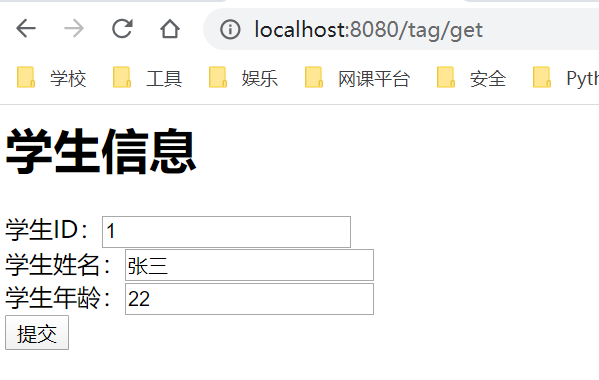 localhost:8080/tag/get
学校 工具 娱乐 网课平台 安全 Pyth
学生信息
学生ID：1
学生姓名：张三
学生年龄：22
提交